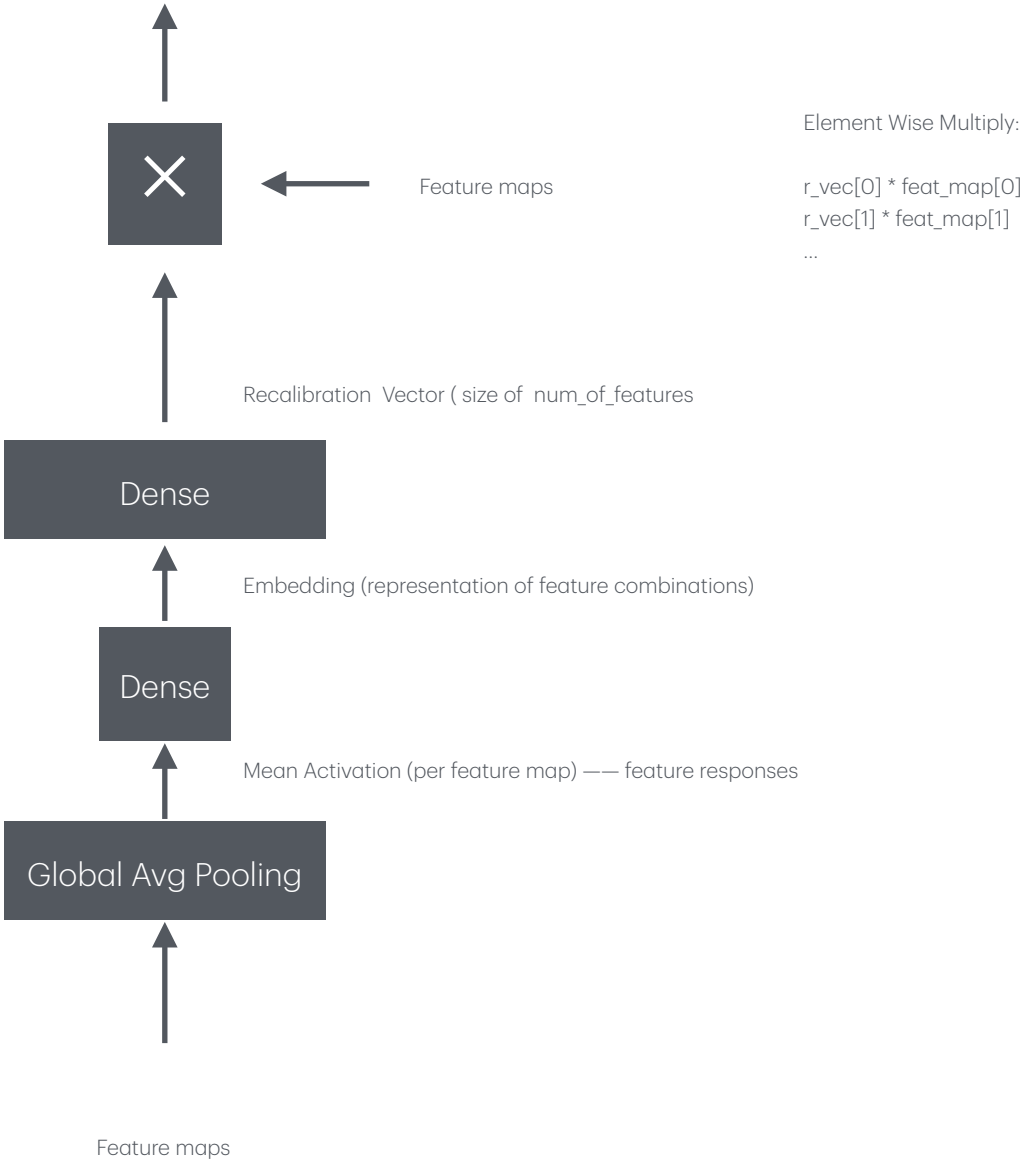 Element Wise Multiply:
Feature maps
r_vec[0] * feat_map[0]
r_vec[1] * feat_map[1]
...
Recalibration  Vector ( size of  num_of_features
Dense
Embedding (representation of feature combinations)
Dense
Mean Activation (per feature map) —— feature responses
Global Avg Pooling
Feature maps